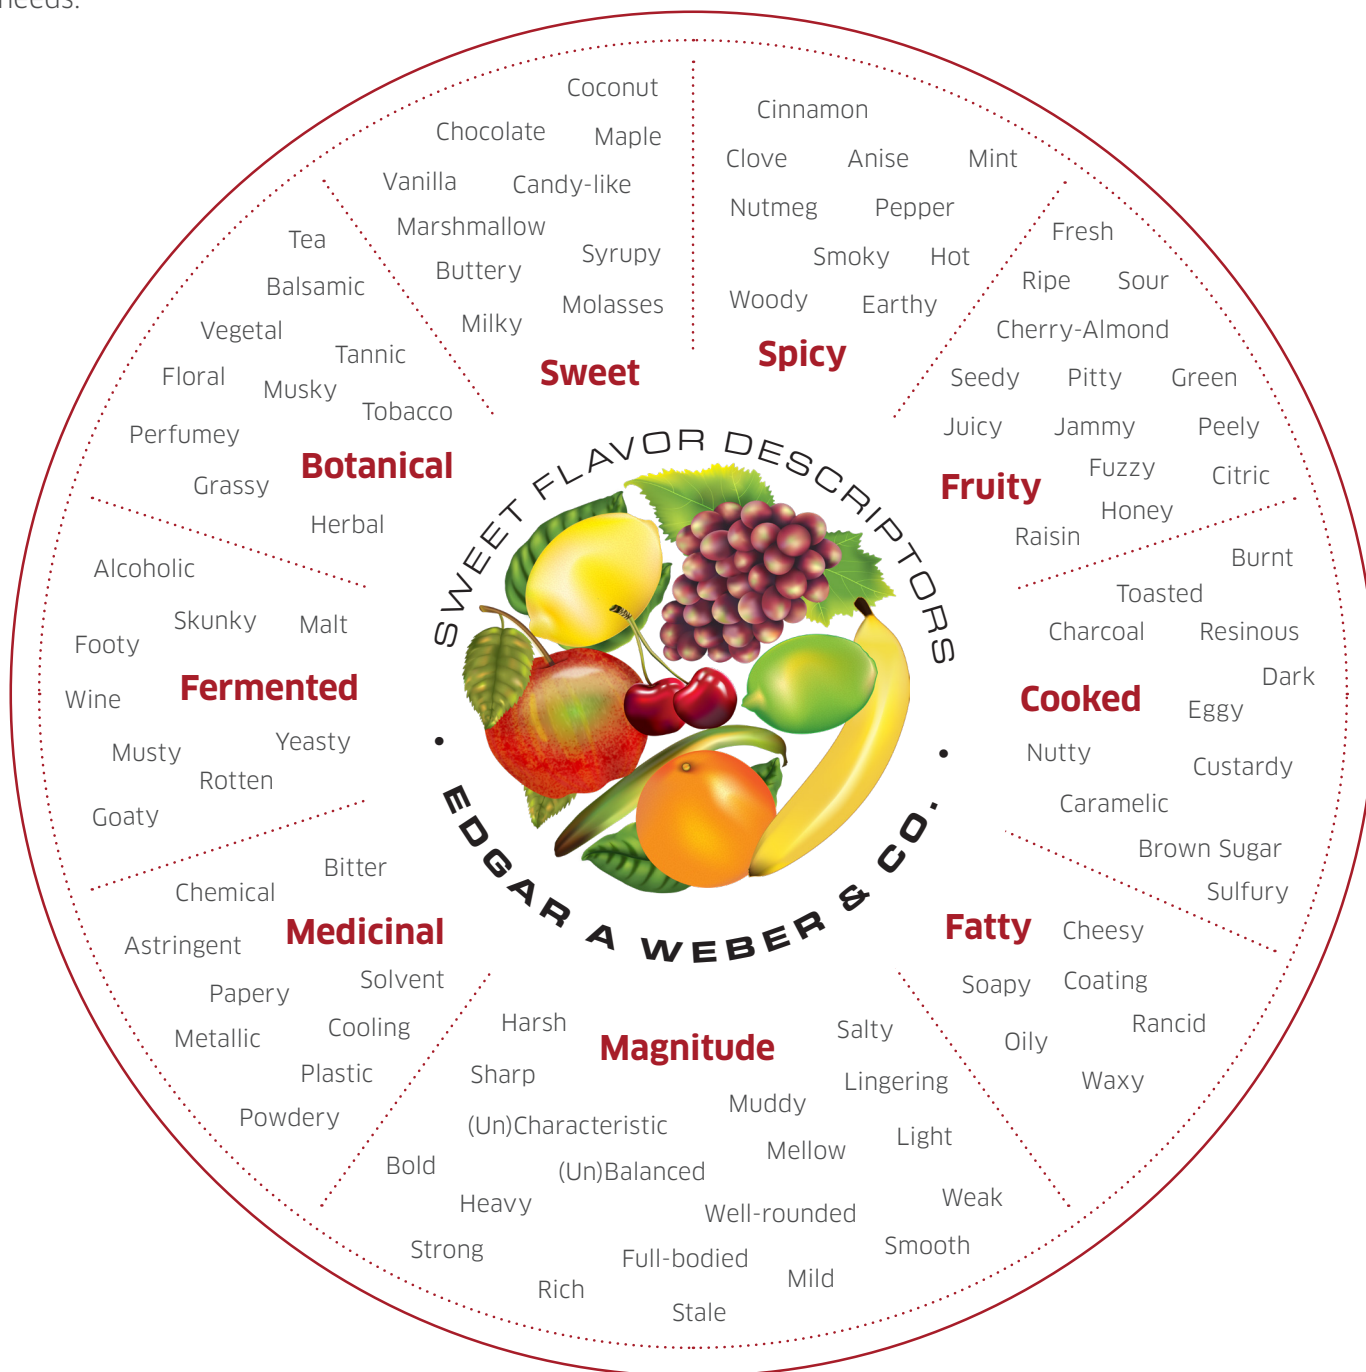 needs.
Coconut
Chocolate
Maple
Vanilla
Candy-like
Marshmallow
Syrupy
Buttery
Molasses
Milky
Sweet
Cinnamon
Clove
Anise
Mint
Nutmeg
Pepper
Smoky
Hot
Woody
Earthy
Spicy
Fresh
Ripe
Sour
Cherry-Almond
Seedy
Pitty
Green
Juicy
Jammy
Peely
Fuzzy
Citric
Fruity
Honey
Raisin
Burnt
Toasted
Charcoal
Resinous
Dark
Cooked
Eggy
Nutty
Custardy
Caramelic
Brown Sugar
Sulfury
Fatty
Cheesy
Soapy
Coating
Rancid
Oily
Waxy
Harsh
Magnitude
Salty
Sharp
Lingering
Muddy
(Un)Characteristic
Light
Mellow
Bold
(Un)Balanced
Heavy
Weak
Well-rounded
Strong
Smooth
Full-bodied
Mild
Rich
Stale
Bitter
Chemical
Medicinal
Astringent
Solvent
Papery
Cooling
Metallic
Plastic
Powdery
Alcoholic
Skunky
Malt
Footy
Fermented
Wine
Yeasty
Musty
Rotten
Goaty
Tea
Balsamic
Vegetal
Tannic
Floral
Musky
Tobacco
Perfumey
Botanical
Grassy
Herbal
SWEET FLAVOR DESCRIPTORS
• EDGAR A WEBER & CO. •